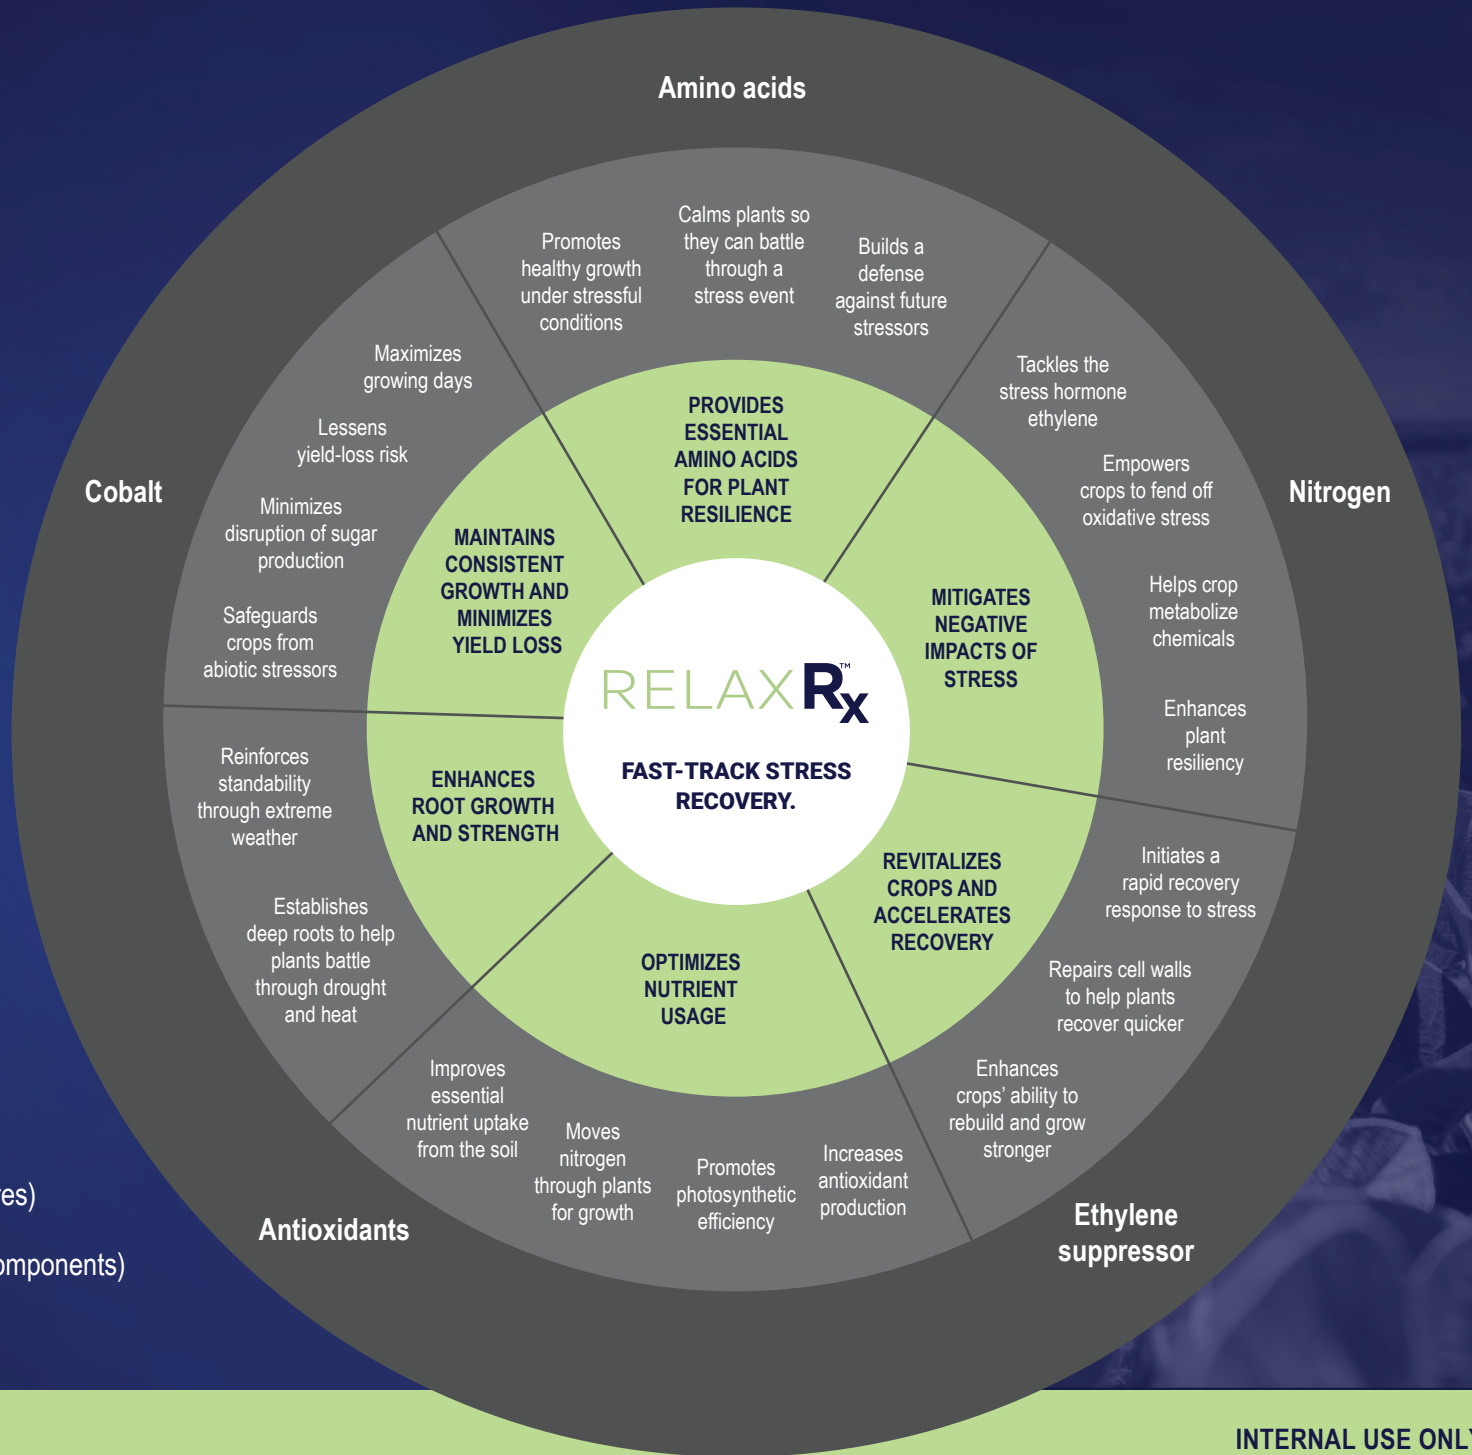 Amino acids
Promotes
healthy growth
under stressful
conditions
Calms plants so
they can battle
through a
stress event
Builds a
defense
against future
stressors
Nitrogen
Tackles the
stress hormone
ethylene
Empowers
crops to fend off
oxidative stress
Helps crop
metabolize
chemicals
Enhances
plant
resiliency
Ethylene
suppressor
Initiates a
rapid recovery
response to stress
Repairs cell walls
to help plants
recover quicker
Enhances
crops’ ability to
rebuild and grow
stronger
Antioxidants
Increases
antioxidant
production
Promotes
photosynthetic
efficiency
Moves
nitrogen
through plants
for growth
Improves
essential
nutrient uptake
from the soil
Cobalt
Establishes
deep roots to help
plants battle
through drought
and heat
Reinforces
standability
through extreme
weather
Safeguards
crops from
abiotic stressors
Minimizes
disruption of sugar
production
Lessens
yield-loss risk
Maximizes
growing days
PROVIDES
ESSENTIAL
AMINO ACIDS
FOR PLANT
RESILIENCE
MITIGATES
NEGATIVE
IMPACTS OF
STRESS
REVITALIZES
CROPS AND
ACCELERATES
RECOVERY
OPTIMIZES
NUTRIENT
USAGE
ENHANCES
ROOT GROWTH
AND STRENGTH
MAINTAINS
CONSISTENT
GROWTH AND
MINIMIZES
YIELD LOSS
RELAX Rx™
FAST-TRACK STRESS
RECOVERY.
es)
omponents)
INTERNAL USE ONLY